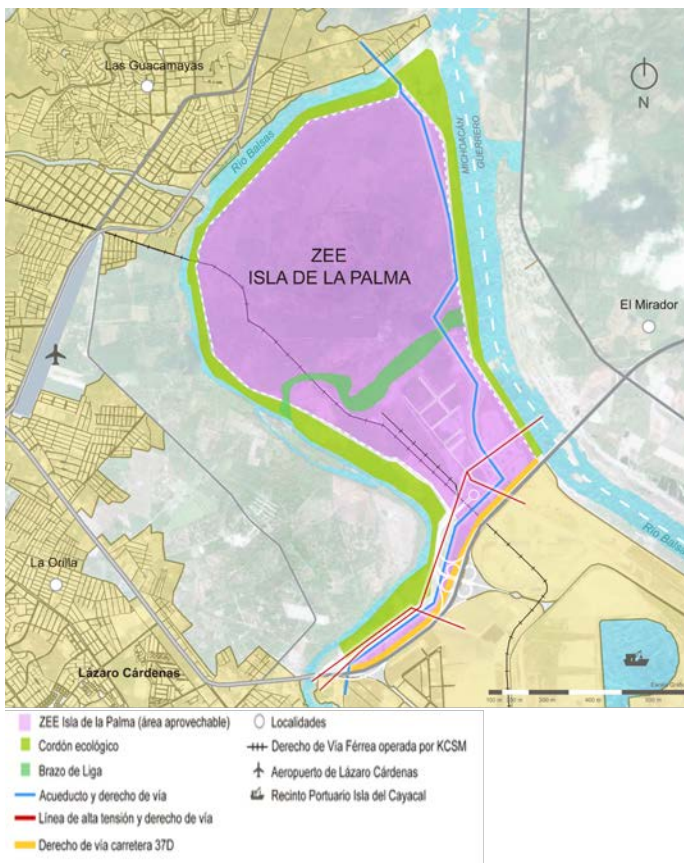 Las Guacamayas
N
Río Balsas
MICHOACÁN
GUERRERO
ZEE
ISLA DE LA PALMA
El Mirador
La Orilla
Río Balsas
Lázaro Cárdenas
ZEE Isla de la Palma (área aprovechable)
Cordón ecológico
Brazo de Liga
Acueducto y derecho de vía
Línea de alta tensión y derecho de vía
Derecho de vía carretera 37D
Localidades
Derecho de Vía Férrea operada por KCSM
Aeropuerto de Lázaro Cárdenas
Recinto Portuario Isla del Cayacal